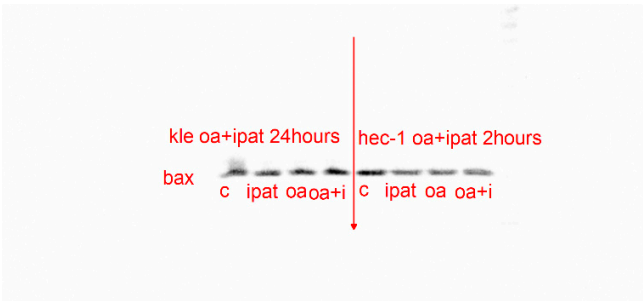 kle oa+ipat 24hours
hec-1 oa+ipat 2hours
bax
c ipat oa oa+i c ipat oa oa+i